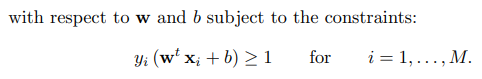 with respect to w and b subject to the constraints:
yᵢ (wᵗ xᵢ + b) ≥ 1 for i = 1, . . . , M.